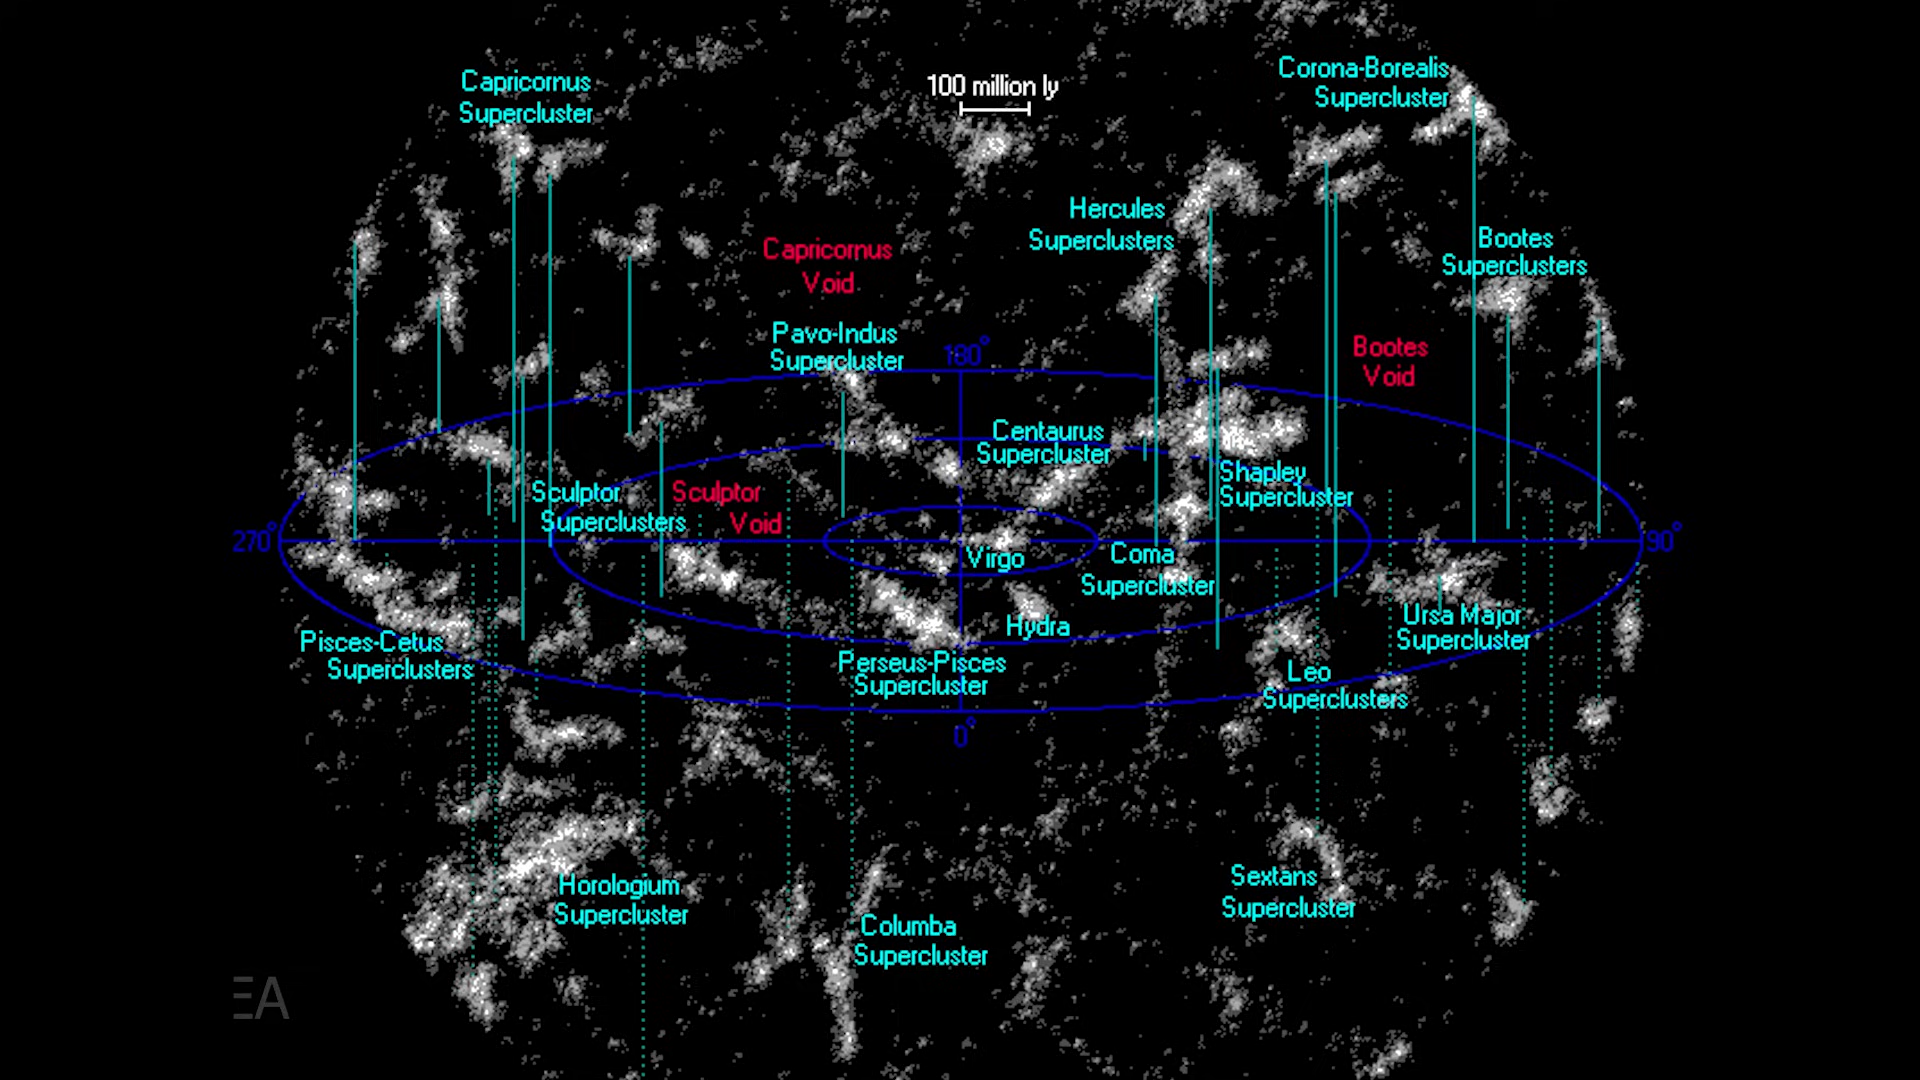 Capricornus
Supercluster
100 million ly
Corona-Borealis
Supercluster
Hercules
Superclusters
Bootes
Superclusters
Capricornus
Void
Pavo-Indus
Supercluster
180°
Bootes
Void
Centaurus
Supercluster
Shapley
Supercluster
Sculptor
Superclusters
Sculptor
Void
270°
90°
Virgo
Coma
Supercluster
Hydra
Ursa Major
Supercluster
Pisces-Cetus
Superclusters
Perseus-Pisces
Supercluster
Leo
Superclusters
0°
Horologium
Supercluster
Columba
Supercluster
Sextans
Supercluster
EA